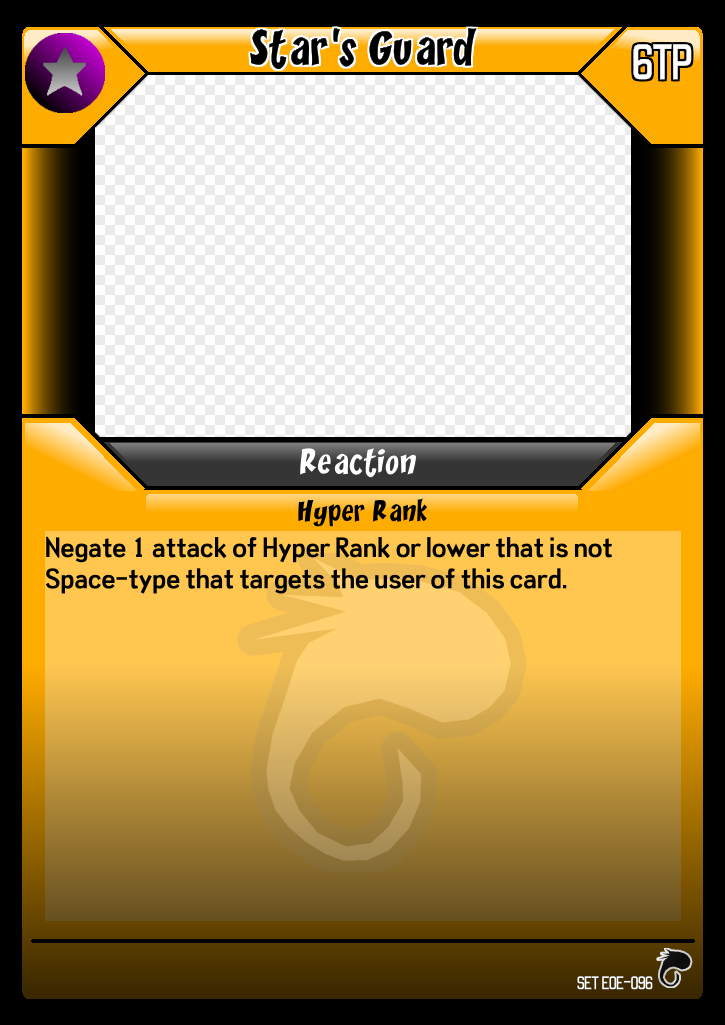 Star's Guard
6TP
Reaction
Hyper Rank
Negate 1 attack of Hyper Rank or lower that is not
Space-type that targets the user of this card.
SET EOE-096